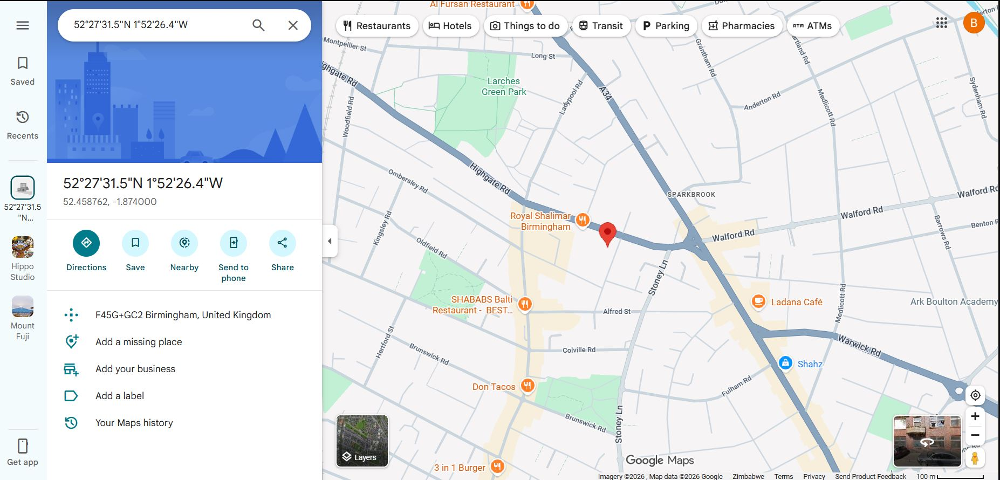 52°27'31.5"N 1°52'26.4"W
Saved
Recents
52°27'31.5
"N...
Hippo
Studio
Mount
Fuji
Get app
52°27'31.5"N 1°52'26.4"W
52.458762, -1.874000
Directions
Save
Nearby
Send to
phone
Share
F45G+GC2 Birmingham, United Kingdom
Add a missing place
Add your business
Add a label
Your Maps history
Restaurants
Hotels
Things to do
Transit
P Parking
Pharmacies
ATM ATMs
B
Al Fursan Restaurant
Montpellier St
Long St
Highgate Rd
Larches
Green Park
Ladypool Rd
A34
Grantham Rd
Anderton Rd
Medlicott Rd
Sydenham Rd
Woodfield Rd
Ombersley Rd
Highgate Rd
SPARKBROOK
Walford Rd
Walford Rd
Walford Rd
Royal Shalimar
Birmingham
Kingsley Rd
Oldfield Rd
Barrows Rd
Benton R
Stoney Ln
SHABABS Balti
Restaurant - BEST...
Alfred St
Ladana Café
Medlicott Rd
Ark Boulton Academy
Hertford St
Brunswick Rd
Colville Rd
Warwick Rd
Shahz
Don Tacos
Fulham Rd
Brunswick Rd
Stoney Ln
3 in 1 Burger
Layers
Google Maps
Imagery ©2026 , Map data ©2026 Google
Zimbabwe
Terms
Privacy
Send Product Feedback
100 m